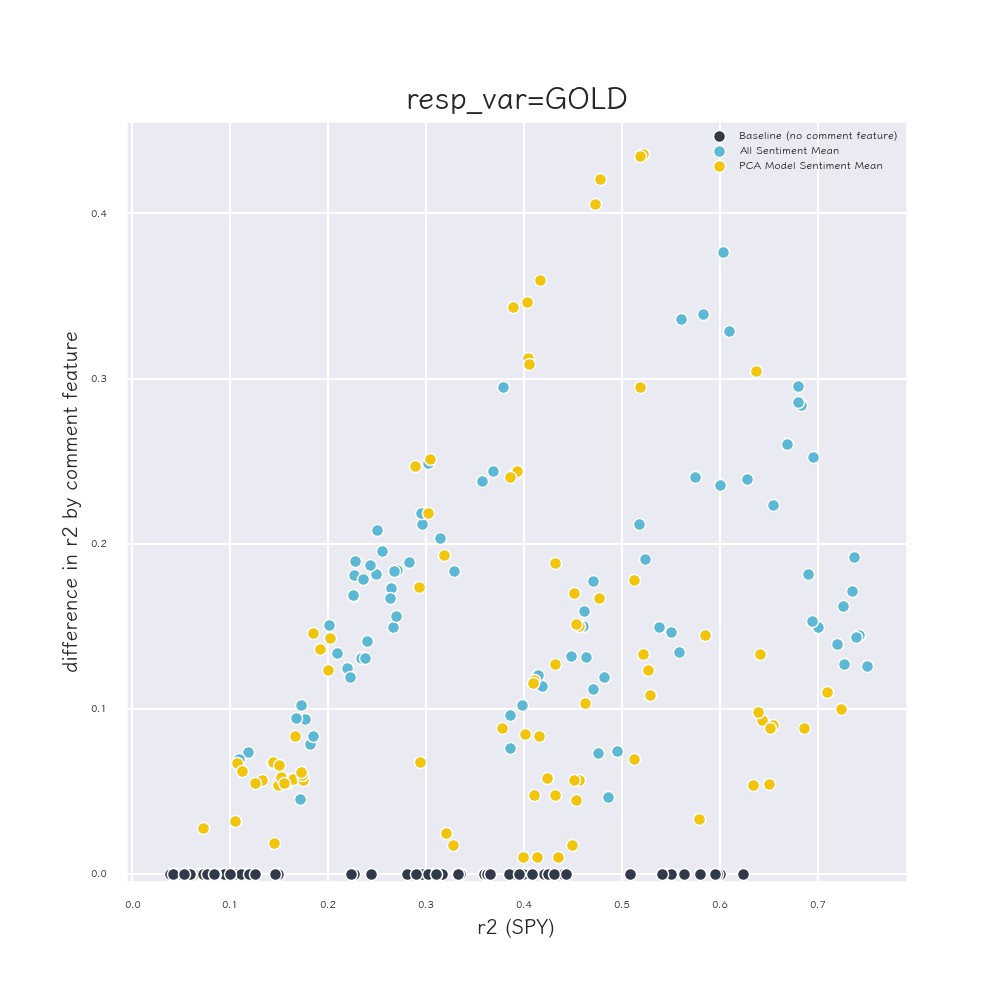 resp_var=GOLD
Baseline (no comment feature)
All Sentiment Mean
PCA Model Sentiment Mean
difference in r2 by comment feature
0.4
0.3
0.2
0.1
0.0
0.0 0.1 0.2 0.3 0.4 0.5 0.6 0.7
r2 (SPY)